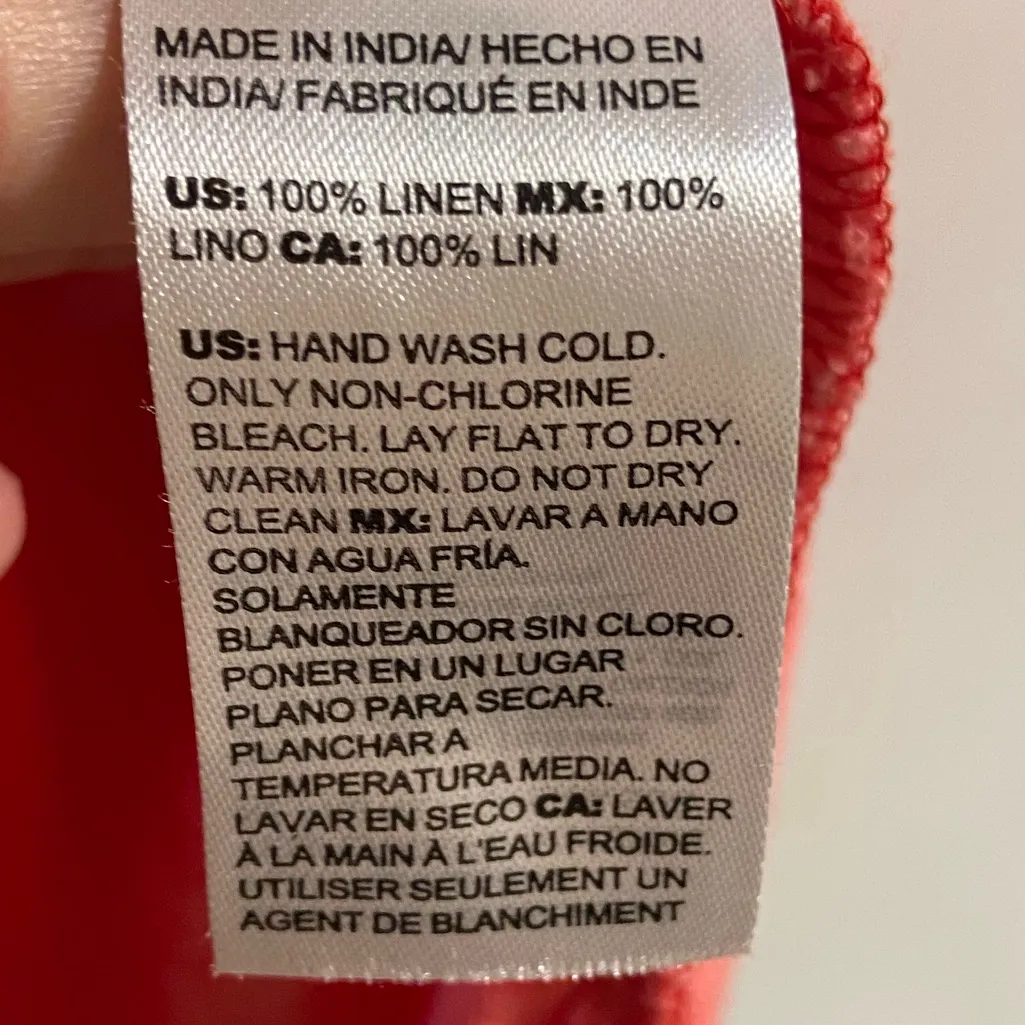 MADE IN INDIA/ HECHO EN
INDIA/ FABRIQUÉ EN INDE
US: 100% LINEN MX: 100%
LINO CA: 100% LIN
US: HAND WASH COLD.
ONLY NON-CHLORINE
BLEACH. LAY FLAT TO DRY.
WARM IRON. DO NOT DRY
CLEAN MX: LAVAR A MANO
CON AGUA FRÍA.
SOLAMENTE
BLANQUEADOR SIN CLORO.
PONER EN UN LUGAR
PLANO PARA SECAR.
PLANCHAR A
TEMPERATURA MEDIA. NO
LAVAR EN SECO CA: LAVER
À LA MAIN À L'EAU FROIDE.
UTILISER SEULEMENT UN
AGENT DE BLANCHIMENT